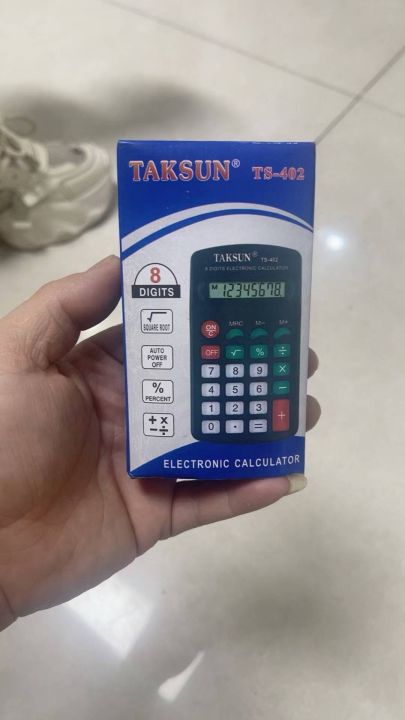 TAKSUN® TS-402
TAKSUN® TS-402
8 DIGITS ELECTRONIC CALCULATOR
M 12345678.
8
DIGITS
√
SQUARE ROOT
AUTO
POWER
OFF
%
PERCENT
+ ×
− ÷
ON/C MRC M− M+
OFF √ % ÷
7 8 9 ×
4 5 6 −
1 2 3 +
0 • =
ELECTRONIC CALCULATOR